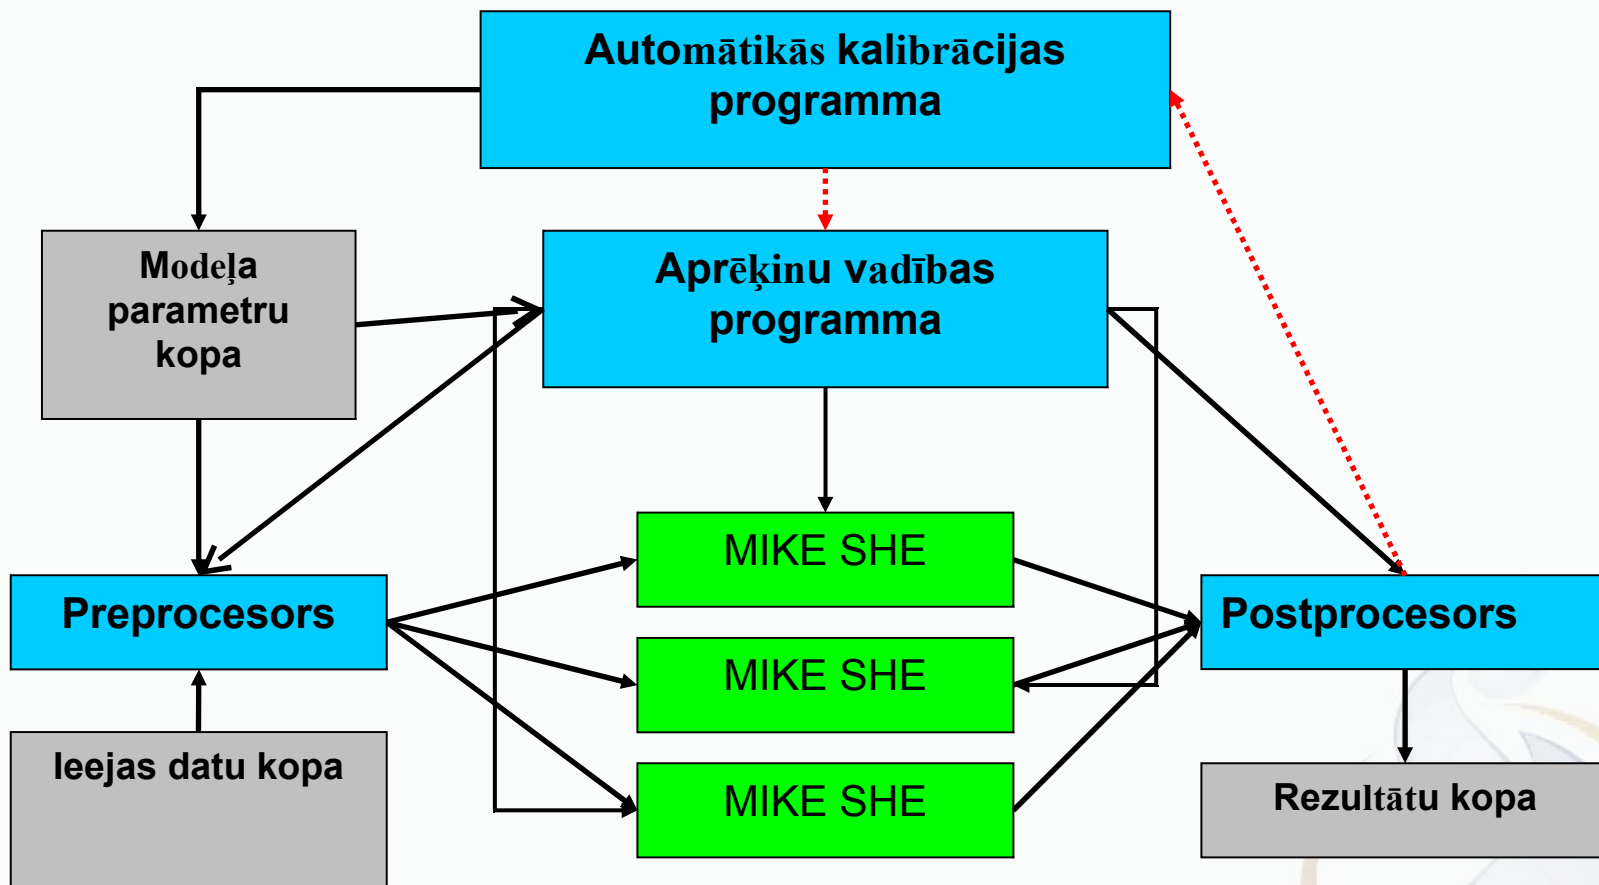 Automātikās kalibrācijas
programma
Modeļa
parametru
kopa
Aprēķinu vadības
programma
MIKE SHE
Preprocesors
Postprocesors
MIKE SHE
Ieejas datu kopa
MIKE SHE
Rezultātu kopa